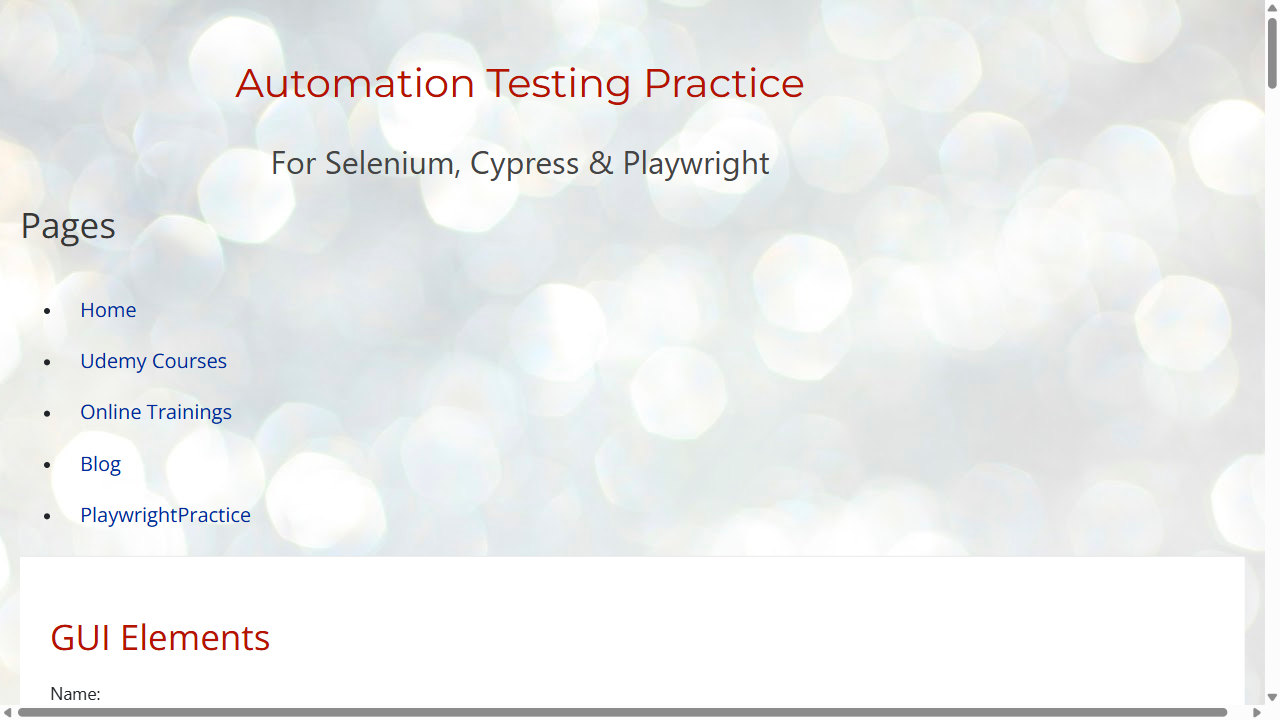 Automation Testing Practice
For Selenium, Cypress & Playwright
Pages
Home
Udemy Courses
Online Trainings
Blog
PlaywrightPractice
GUI Elements
Name: